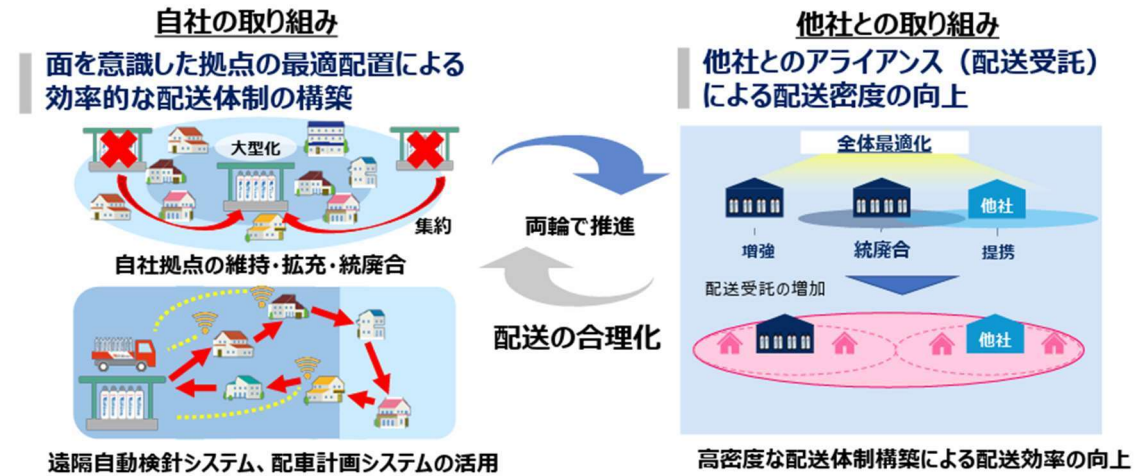 自社の取り組み
面を意識した拠点の最適配置による
効率的な配送体制の構築
大型化
集約
自社拠点の維持・拡充・統廃合
遠隔自動検針システム、配車計画システムの活用
両輪で推進
配送の合理化
他社との取り組み
他社とのアライアンス（配送受託）
による配送密度の向上
全体最適化
他社
増強
統廃合
提携
配送受託の増加
他社
高密度な配送体制構築による配送効率の向上